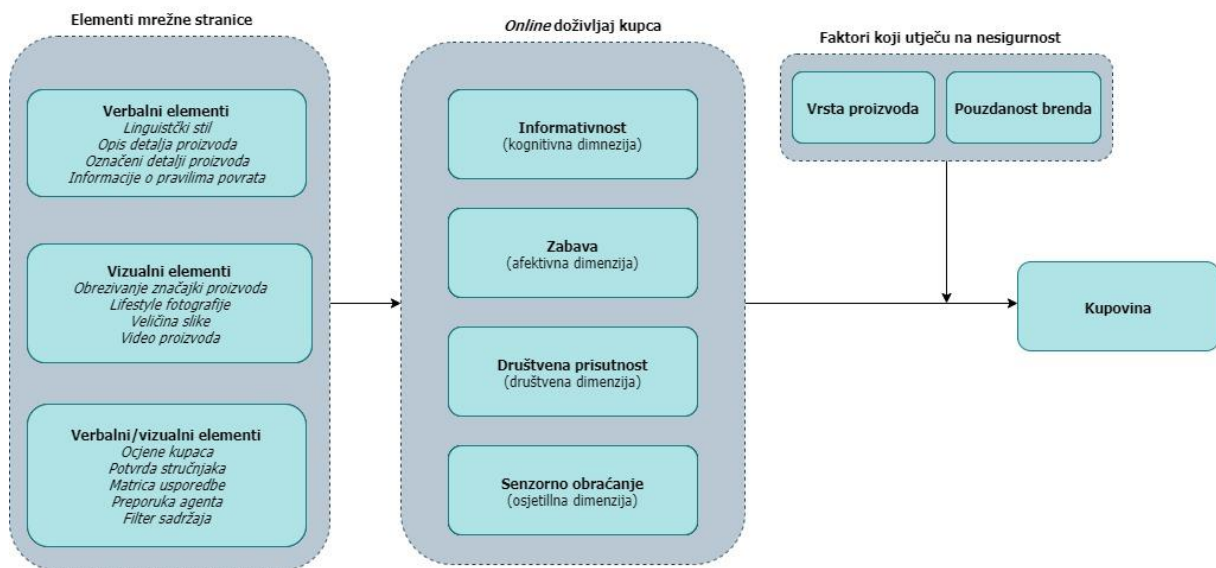 Elementi mrežne stranice
Verbalni elementi
Linguistčki stil
Opis detalja proizvoda
Označeni detalji proizvoda
Informacije o pravilima povrata
Vizualni elementi
Obrezivanje značajki proizvoda
Lifestyle fotografije
Veličina slike
Video proizvoda
Verbalni/vizualni elementi
Ocjene kupaca
Potvrda stručnjaka
Matrica usporedbe
Preporuka agenta
Filter sadržaja
Online doživljaj kupca
Informativnost
(kognitivna dimnezija)
Zabava
(afektivna dimenzija)
Društvena prisutnost
(društvena dimenzija)
Senzorno obraćanje
(osjetillna dimenzija)
Faktori koji utječu na nesigurnost
Vrsta proizvoda
Pouzdanost brenda
Kupovina